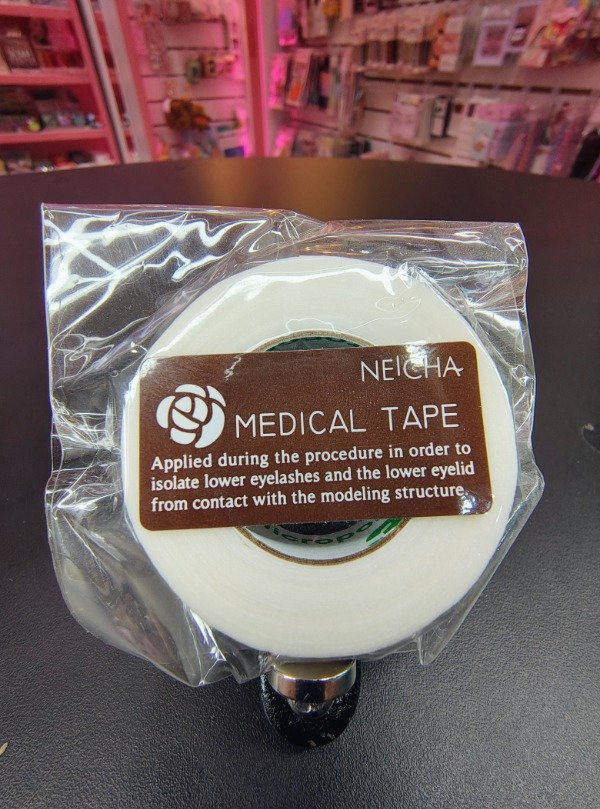 NEICHA
MEDICAL TAPE
Applied during the procedure in order to
isolate lower eyelashes and the lower eyelid
from contact with the modeling structure